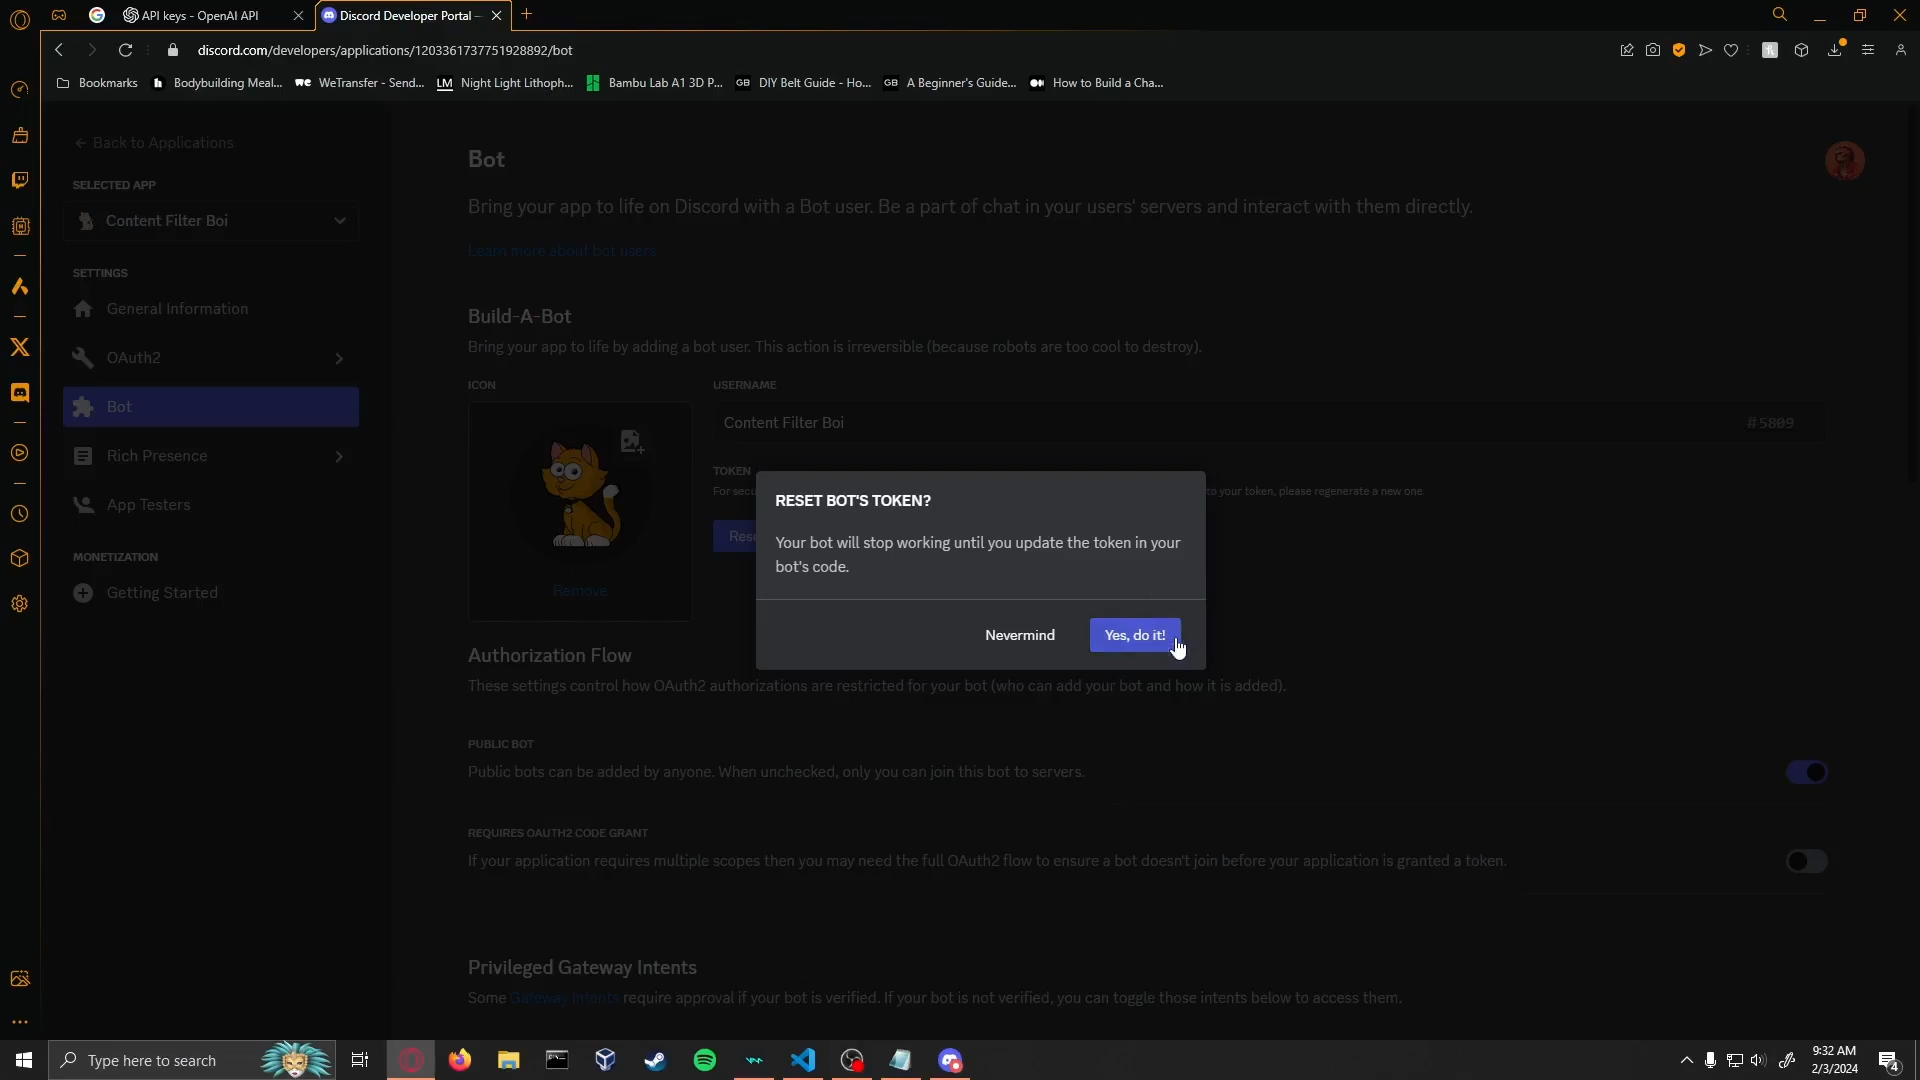 API keys - OpenAI API
Discord Developer Portal —
discord.com/developers/applications/1203361737751928892/bot
Bookmarks
h Bodybuilding Meal...
we WeTransfer - Send...
LM Night Light Lithoph...
Bambu Lab A1 3D P...
GB DIY Belt Guide - Ho...
GB A Beginner's Guide...
How to Build a Cha...
← Back to Applications
SELECTED APP
Content Filter Boi
SETTINGS
General Information
OAuth2
Bot
Rich Presence
App Testers
MONETIZATION
Getting Started
Bot
Bring your app to life on Discord with a Bot user. Be a part of chat in your users' servers and interact with them directly.
Learn more about bot users
Build-A-Bot
Bring your app to life by adding a bot user. This action is irreversible (because robots are too cool to destroy).
ICON
Remove
USERNAME
Content Filter Boi
#5809
TOKEN
For secu
to your token, please regenerate a new one.
Rese
RESET BOT'S TOKEN?
Your bot will stop working until you update the token in your
bot's code.
Nevermind
Yes, do it!
Authorization Flow
These settings control how OAuth2 authorizations are restricted for your bot (who can add your bot and how it is added).
PUBLIC BOT
Public bots can be added by anyone. When unchecked, only you can join this bot to servers.
REQUIRES OAUTH2 CODE GRANT
If your application requires multiple scopes then you may need the full OAuth2 flow to ensure a bot doesn't join before your application is granted a token.
Privileged Gateway Intents
Some Gateway Intents require approval if your bot is verified. If your bot is not verified, you can toggle those intents below to access them.
Type here to search
9:32 AM
2/3/2024
4